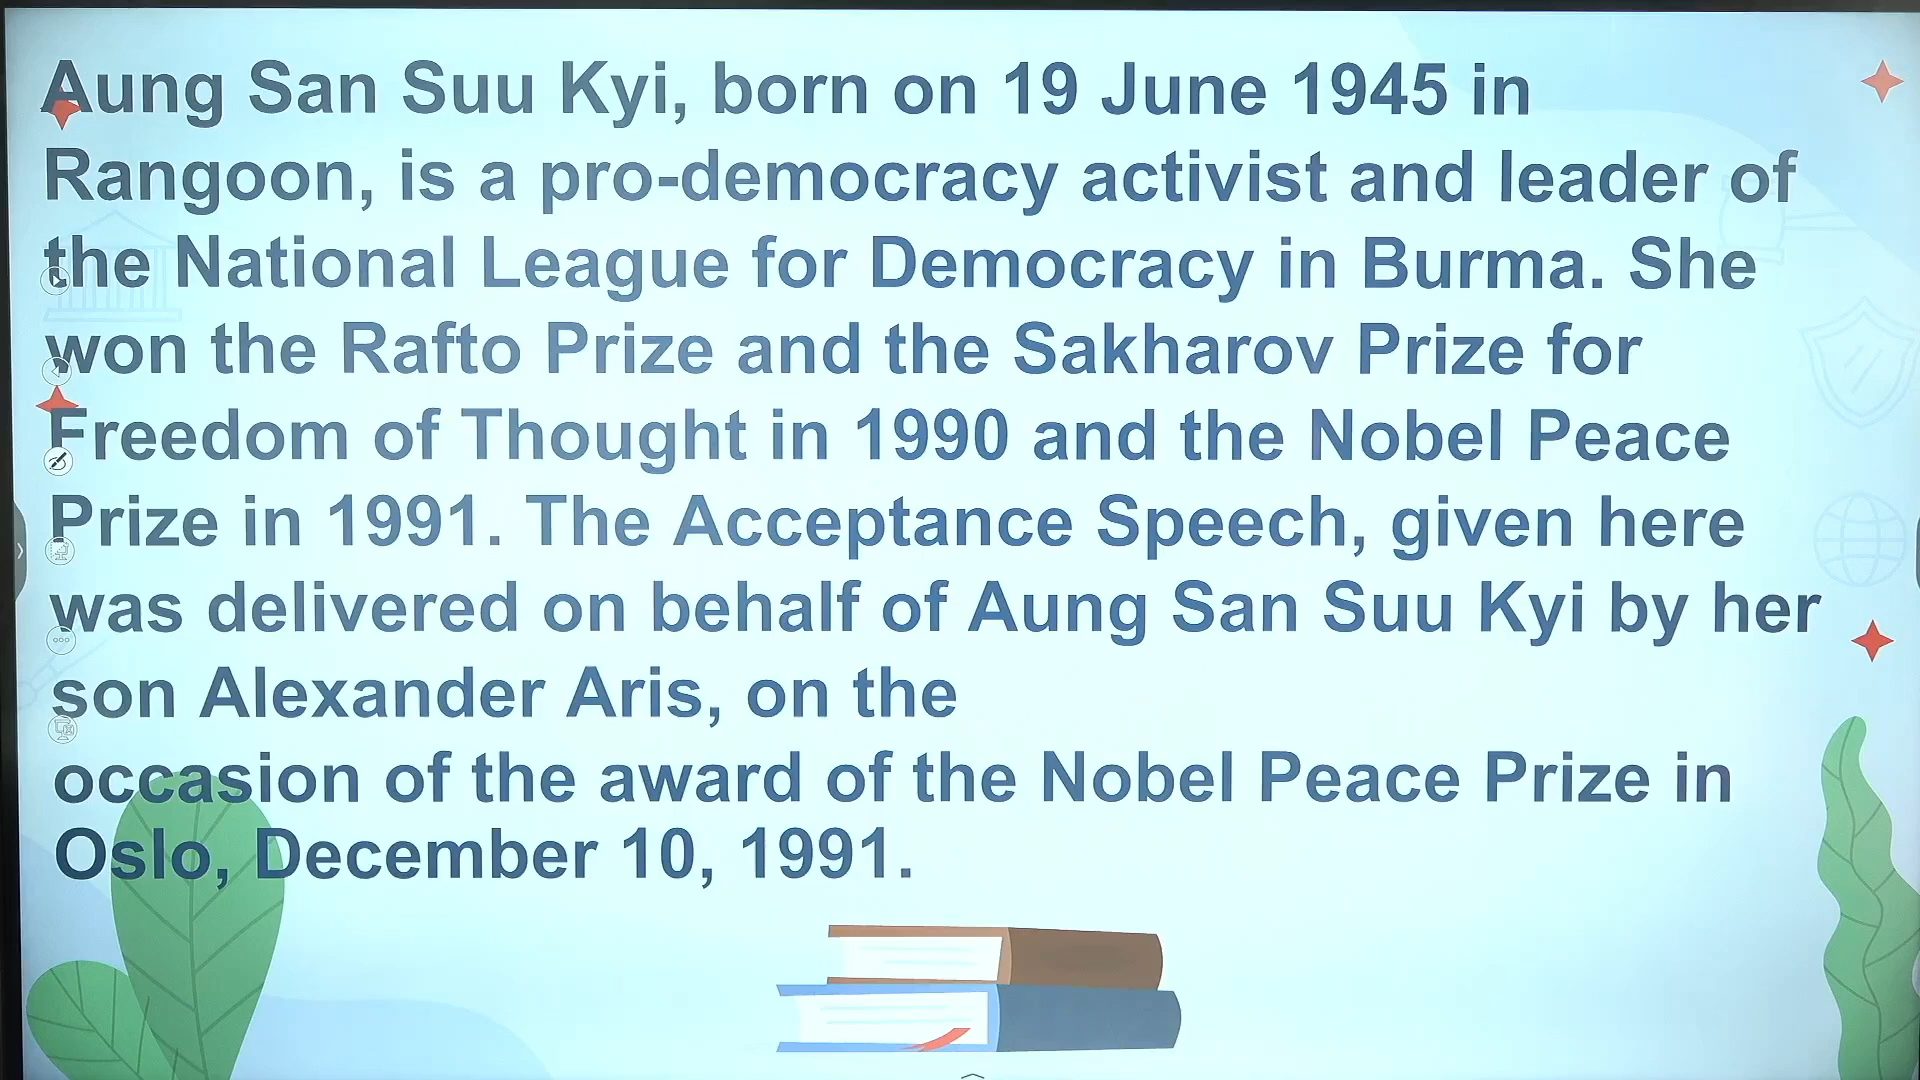 Aung San Suu Kyi, born on 19 June 1945 in
Rangoon, is a pro-democracy activist and leader of
the National League for Democracy in Burma. She
won the Rafto Prize and the Sakharov Prize for
Freedom of Thought in 1990 and the Nobel Peace
Prize in 1991. The Acceptance Speech, given here
was delivered on behalf of Aung San Suu Kyi by her
son Alexander Aris, on the
occasion of the award of the Nobel Peace Prize in
Oslo, December 10, 1991.